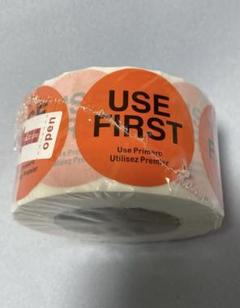 USE
FIRST
Use Primero
Utilisez Premier
open